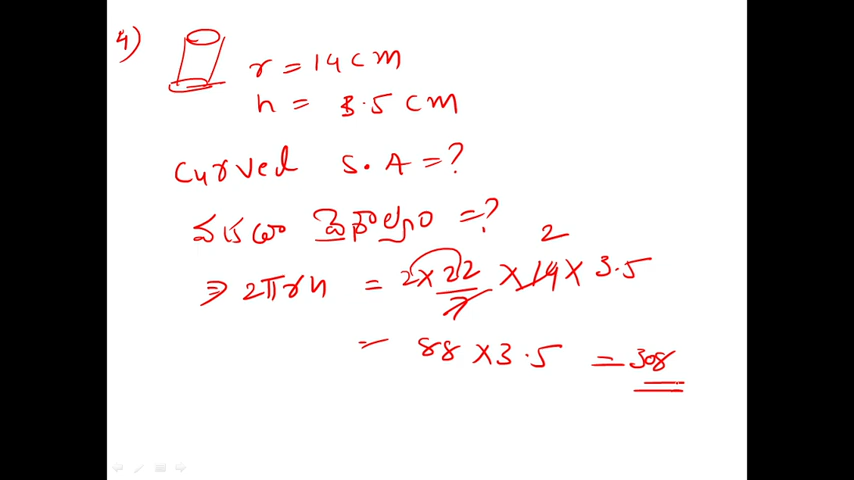 4)
r = 14 cm
h = 3.5 cm
Curved S.A = ?
వక్రతల వైశాల్యం = ?
⇒ 2πrh = 2 × 22/7 × 14 × 3.5
2
= 88 × 3.5 = 308